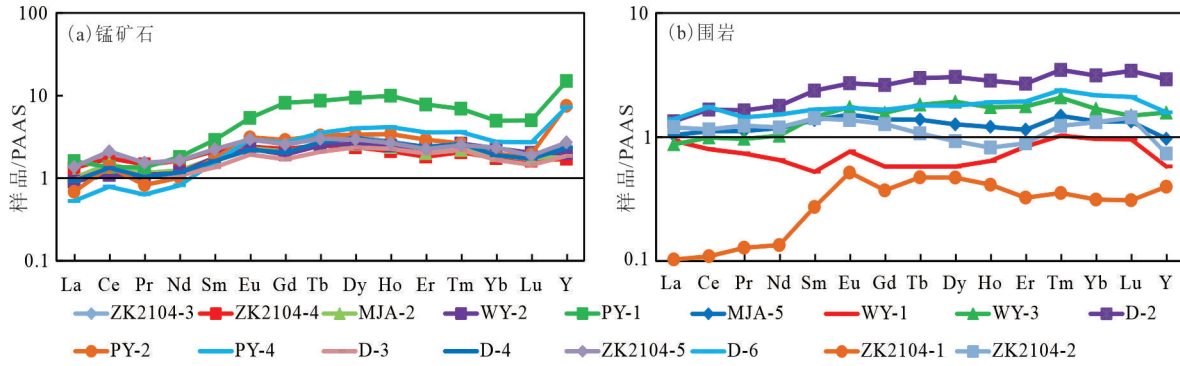 100
(a)锰矿石
10
1
0.1
样品/PAAS
La Ce Pr Nd Sm Eu Gd Tb Dy Ho Er Tm Yb Lu Y
10
(b)围岩
1
0.1
样品/PAAS
La Ce Pr Nd Sm Eu Gd Tb Dy Ho Er Tm Yb Lu Y
ZK2104-3 ZK2104-4 MJA-2 WY-2 PY-1 MJA-5 WY-1 WY-3 D-2
PY-2 PY-4 D-3 D-4 ZK2104-5 D-6 ZK2104-1 ZK2104-2